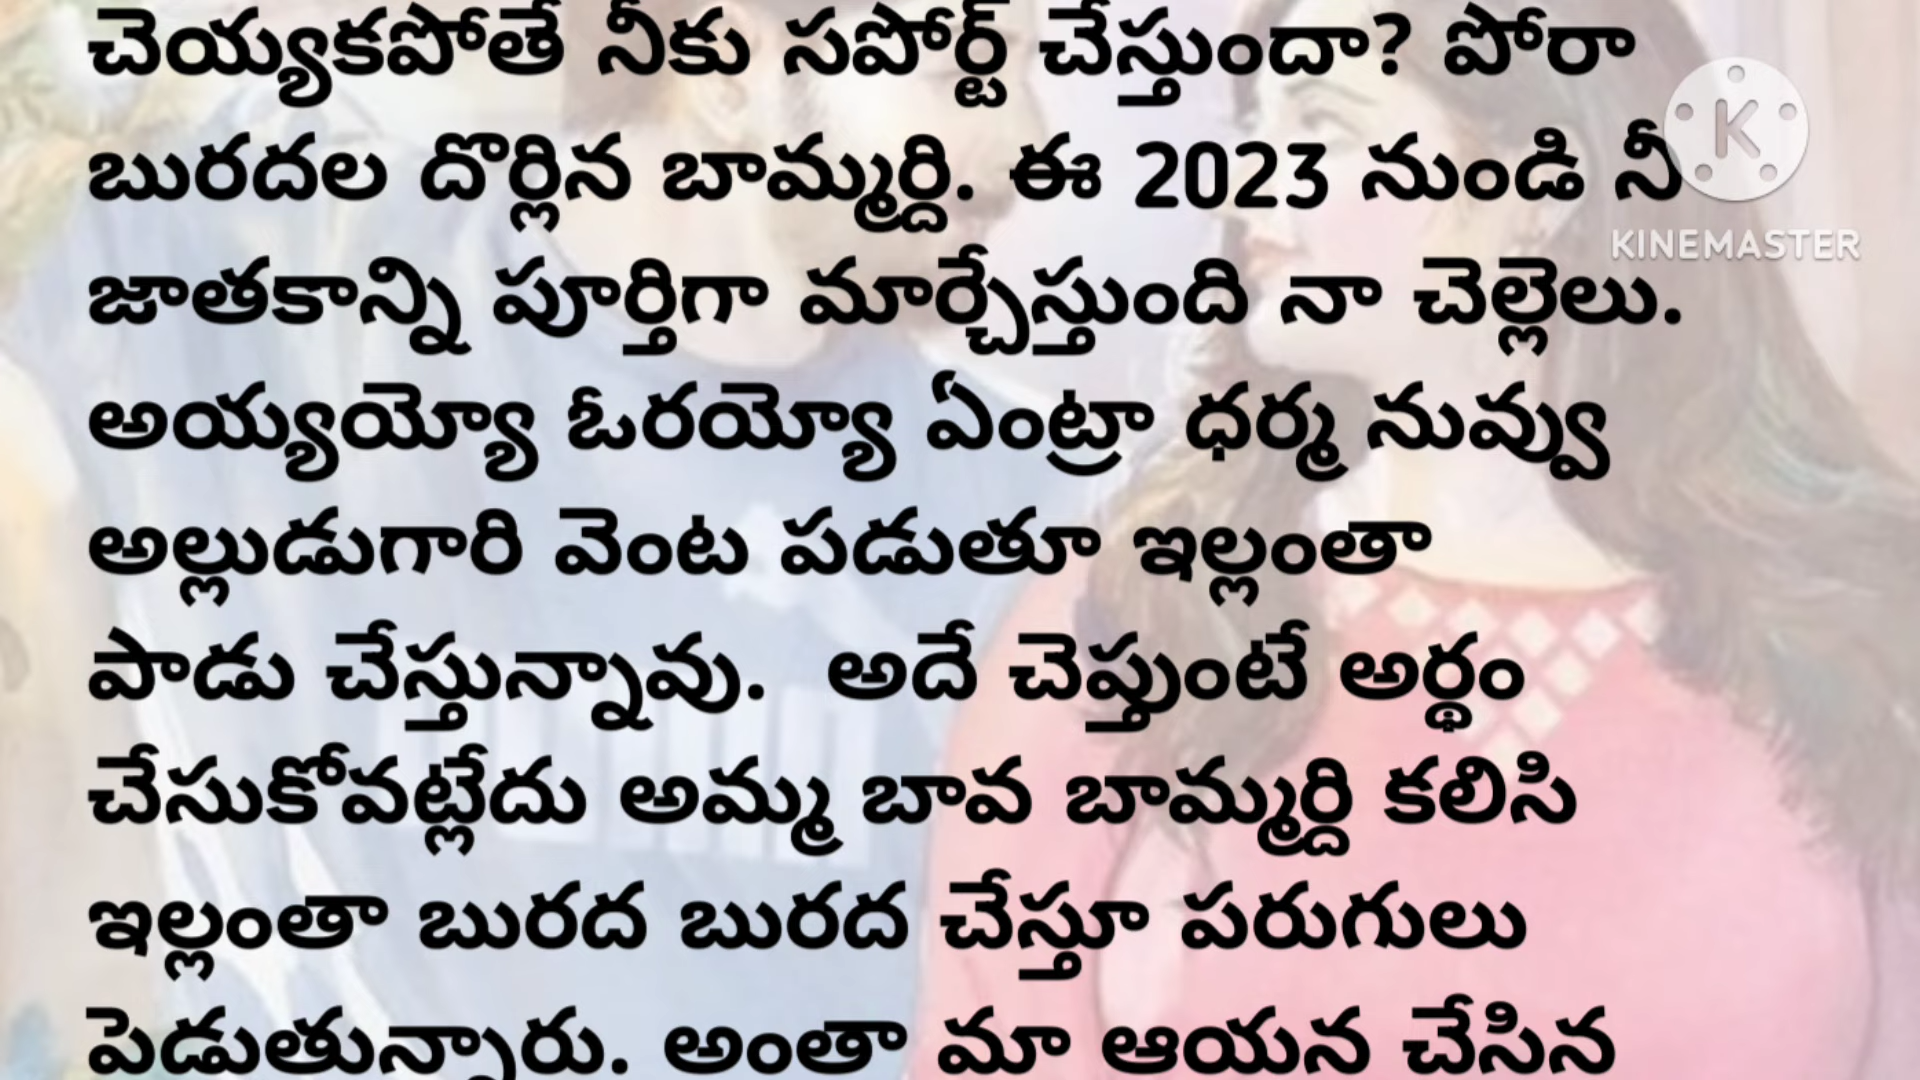 చెయ్యకపోతే నీకు సపోర్ట్ చేస్తుందా? పోరా
బురదల దొర్లిన బామ్మర్ది. ఈ 2023 నుండి నీ
జాతకాన్ని పూర్తిగా మార్చేస్తుంది నా చెల్లెలు.
అయ్యయ్యో ఓరయ్యో ఏంట్రా ధర్మ నువ్వు
అల్లుడుగారి వెంట పడుతూ ఇల్లంతా
పాడు చేస్తున్నావు. అదే చెప్తుంటే అర్థం
చేసుకోవట్లేదు అమ్మ బావ బామ్మర్ది కలిసి
ఇల్లంతా బురద బురద చేస్తూ పరుగులు
పెడుతున్నారు. అంతా మా ఆయన చేసిన
K
KINEMASTER